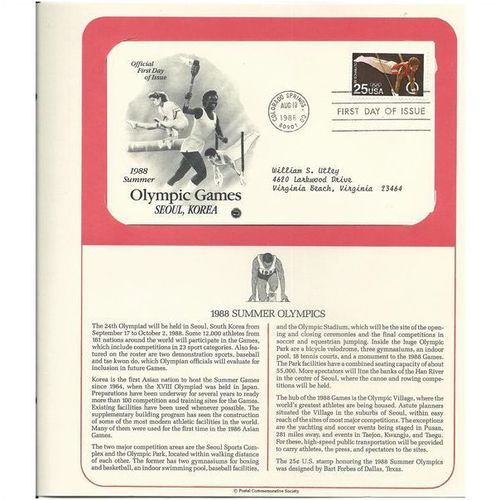 Official
First Day
of Issue
1988
Summer
Olympic Games
SEOUL, KOREA
COLORADO SPRINGS, CO
AUG 19
1988
80901
25 USA
FIRST DAY OF ISSUE
William S. Utley
4620 Larkwood Drive
Virginia Beach, Virginia 23464
1988 SUMMER OLYMPICS
The 24th Olympiad will be held in Seoul, South Korea from
September 17 to October 2, 1988. Some 12,000 athletes from
161 nations around the world will participate in the Games,
which include competitions in 23 sport categories. Also fea-
tured on the roster are two demonstration sports, baseball
and tae kwon do, which Olympian officials will evaluate for
inclusion in future Games.
Korea is the first Asian nation to host the Summer Games
since 1964, when the XVIII Olympiad was held in Japan.
Preparations have been underway for several years to ready
more than 100 competition and training sites for the Games.
Existing facilities have been used whenever possible. The
supplementary building program has seen the construction
of some of the most modern athletic facilities in the world.
Many of them were used for the first time in the 1986 Asian
Games.
The two major competition areas are the Seoul Sports Com-
plex and the Olympic Park, located within walking distance
of each other. The former has two gymnasiums for boxing
and basketball, an indoor swimming pool, baseball facilities,
and the Olympic Stadium, which will be the site of the open-
ing and closing ceremonies and the final competitions in
soccer and equestrian jumping. Inside the huge Olympic
Park are a bicycle velodrome, three gymnasiums, an indoor
pool, 18 tennis courts, and a monument to the 1988 Games.
The Park facilities have a combined seating capacity of about
55,000. More spectators will line the banks of the Han River
in the center of Seoul, where the canoe and rowing compe-
titions will be held.
The hub of the 1988 Games is the Olympic Village, where the
world's greatest athletes are being housed. Astute planners
situated the Village in the suburbs of Seoul, within easy
reach of the sites of most major competitions. The exceptions
are the yachting and soccer events being staged in Pusan,
281 miles away, and events in Taejon, Kwangju, and Taegu.
For these, high-speed public transportation will be provided
to carry athletes, the press, and spectators to the sites.
The 25¢ U.S. stamp honoring the 1988 Summer Olympics
was designed by Bart Forbes of Dallas, Texas.
© Postal Commemorative Society